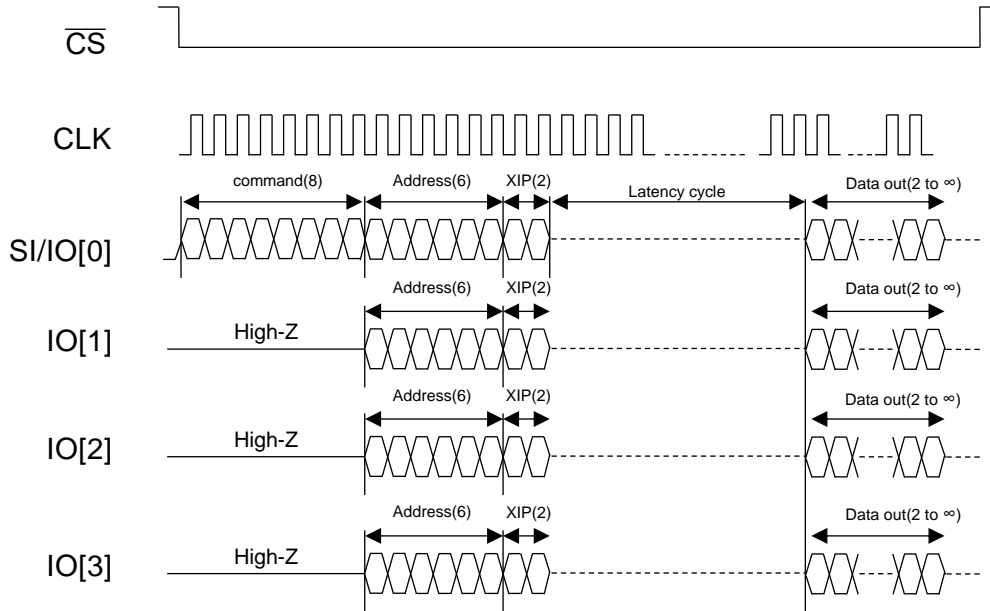 CS
CLK
command(8) Address(6) XIP(2) Latency cycle Data out(2 to ∞)
SI/IO[0]
Address(6) XIP(2) Data out(2 to ∞)
IO[1] High-Z
Address(6) XIP(2) Data out(2 to ∞)
IO[2] High-Z
Address(6) XIP(2) Data out(2 to ∞)
IO[3] High-Z